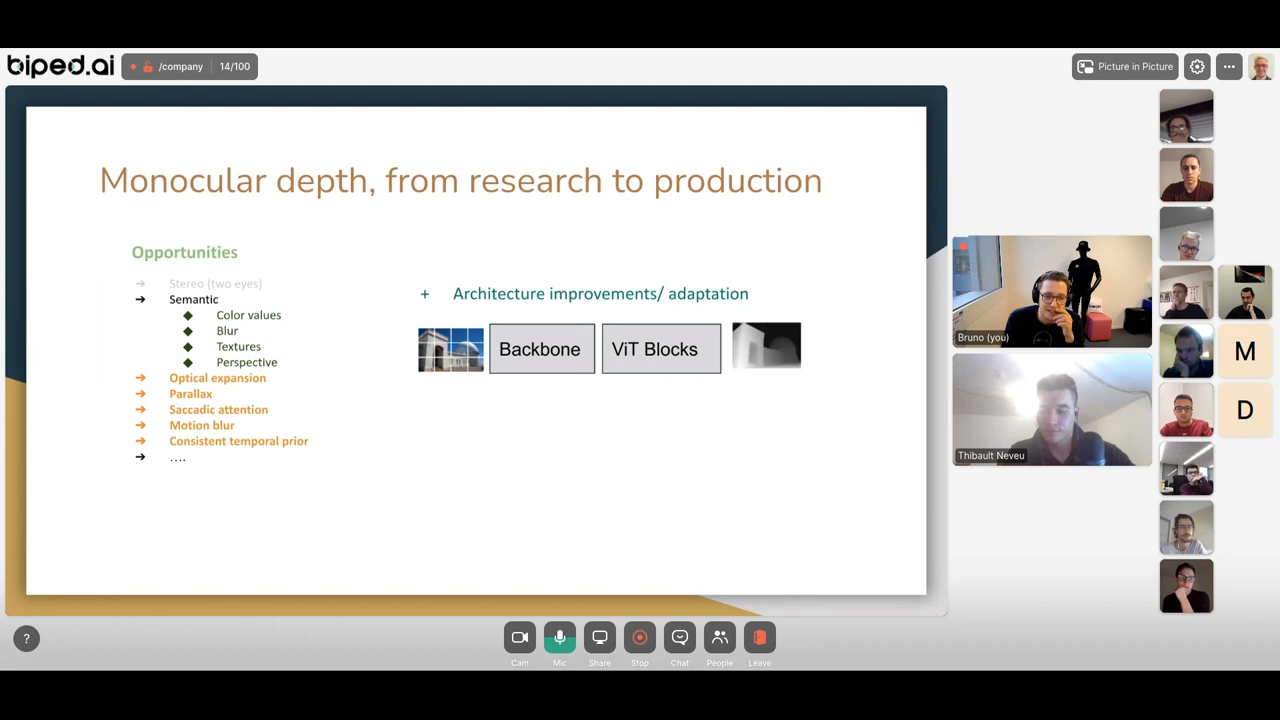 biped.ai
/company
14/100
Picture in Picture
Monocular depth, from research to production
Opportunities
➔ Stereo (two eyes)
➔ Semantic
◆ Color values
◆ Blur
◆ Textures
◆ Perspective
➔ Optical expansion
➔ Parallax
➔ Saccadic attention
➔ Motion blur
➔ Consistent temporal prior
➔ ....
+ Architecture improvements/ adaptation
Backbone
ViT Blocks
Bruno (you)
Thibault Neveu
M
D
?
Cam
Mic
Share
Stop
Chat
People
Leave